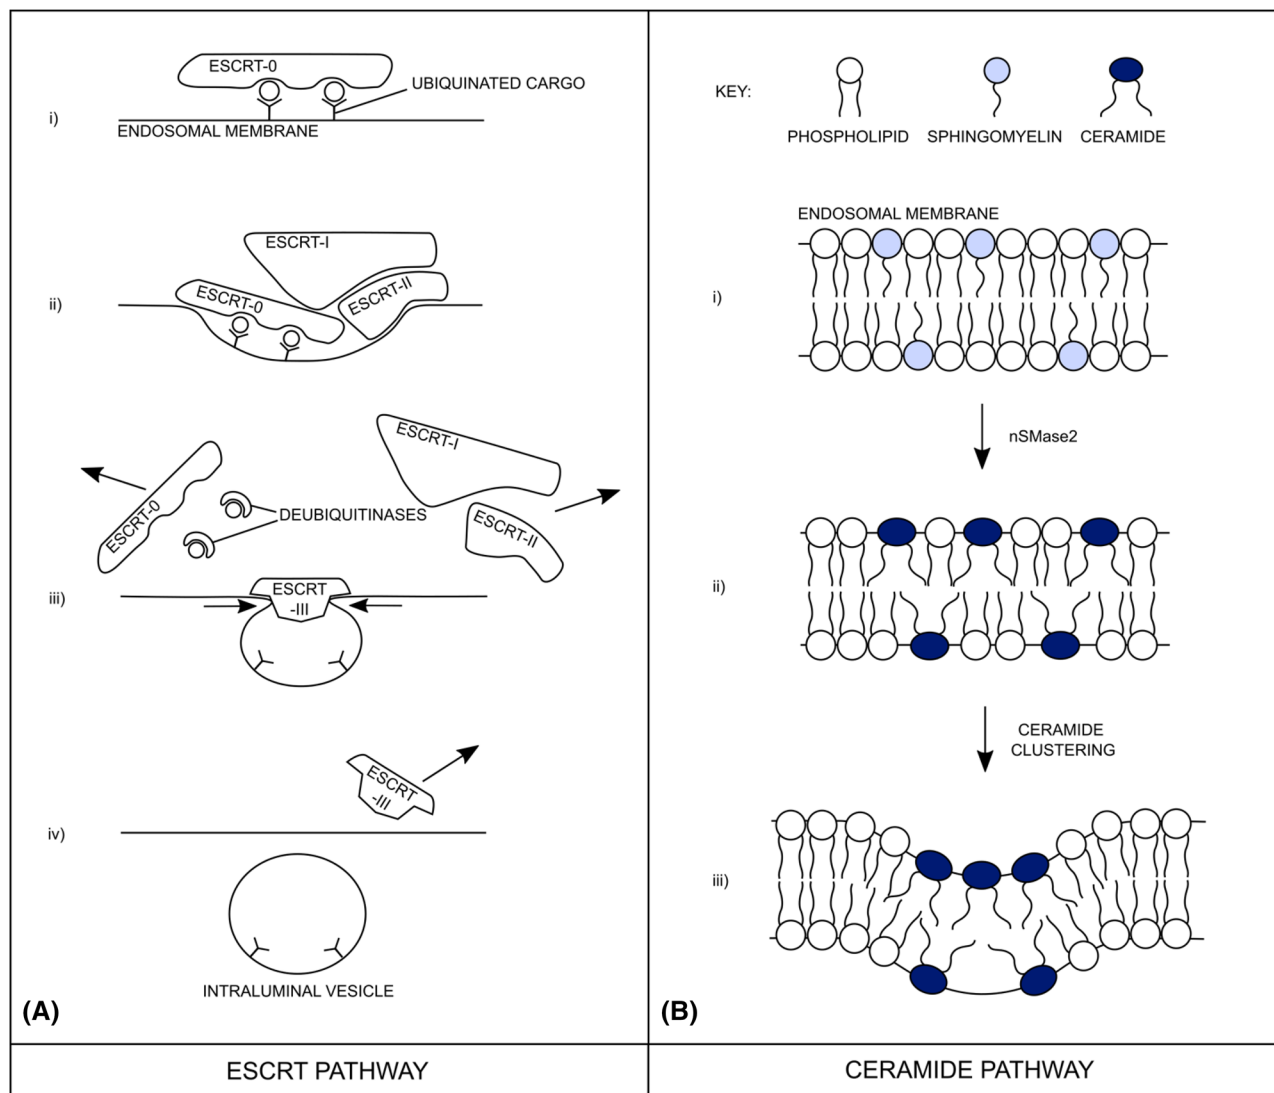 i)
ESCRT-0
UBIQUINATED CARGO
ENDOSOMAL MEMBRANE
ii)
ESCRT-I
ESCRT-0
ESCRT-II
iii)
ESCRT-0
DEUBIQUITINASES
ESCRT-I
ESCRT-II
ESCRT
-III
iv)
ESCRT
-III
INTRALUMINAL VESICLE
(A)
ESCRT PATHWAY
KEY:
PHOSPHOLIPID
SPHINGOMYELIN
CERAMIDE
ENDOSOMAL MEMBRANE
i)
nSMase2
ii)
CERAMIDE
CLUSTERING
iii)
(B)
CERAMIDE PATHWAY